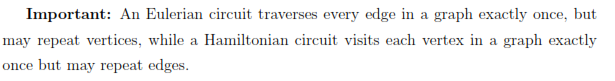 Important: An Eulerian circuit traverses every edge in a graph exactly once, but
may repeat vertices, while a Hamiltonian circuit visits each vertex in a graph exactly
once but may repeat edges.